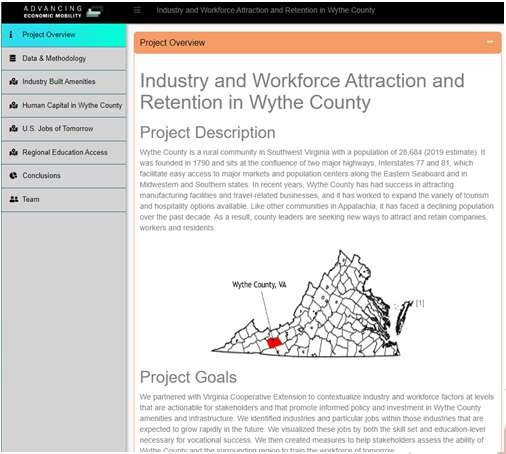 ADVANCING
ECONOMIC MOBILITY
Industry and Workforce Attraction and Retention in Wythe County
Project Overview
Data & Methodology
Industry Built Amenities
Human Capital in Wythe County
U.S. Jobs of Tomorrow
Regional Education Access
Conclusions
Team
Project Overview
Industry and Workforce Attraction and
Retention in Wythe County
Project Description
Wythe County is a rural community in Southwest Virginia with a population of 28,684 (2019 estimate). It
was founded in 1790 and sits at the confluence of two major highways, Interstates 77 and 81, which
facilitate easy access to major markets and population centers along the Eastern Seaboard and in
Midwestern and Southern states. In recent years, Wythe County has had success in attracting
manufacturing facilities and travel-related businesses, and it has worked to expand the variety of tourism
and hospitality options available. Like other communities in Appalachia, it has faced a declining population
over the past decade. As a result, county leaders are seeking new ways to attract and retain companies,
workers and residents.
Wythe County, VA
[1]
Project Goals
We partnered with Virginia Cooperative Extension to contextualize industry and workforce factors at levels
that are actionable for stakeholders and that promote informed policy and investment in Wythe County
amenities and infrastructure. We identified industries and particular jobs within those industries that are
expected to grow rapidly in the future. We visualized these jobs by both the skill set and education-level
necessary for vocational success. We then created measures to help stakeholders assess the ability of
Wythe County and the surrounding region to train the workforce of tomorrow.